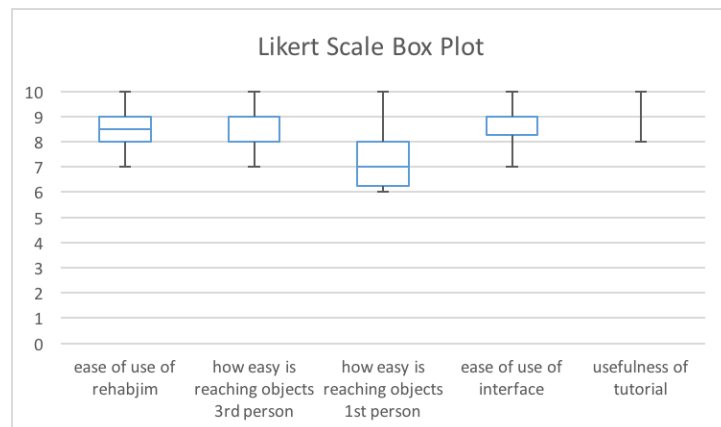 Likert Scale Box Plot
10
9
8
7
6
5
4
3
2
1
0
ease of use of
rehabjim
how easy is
reaching objects
3rd person
how easy is
reaching objects
1st person
ease of use of
interface
usefulness of
tutorial